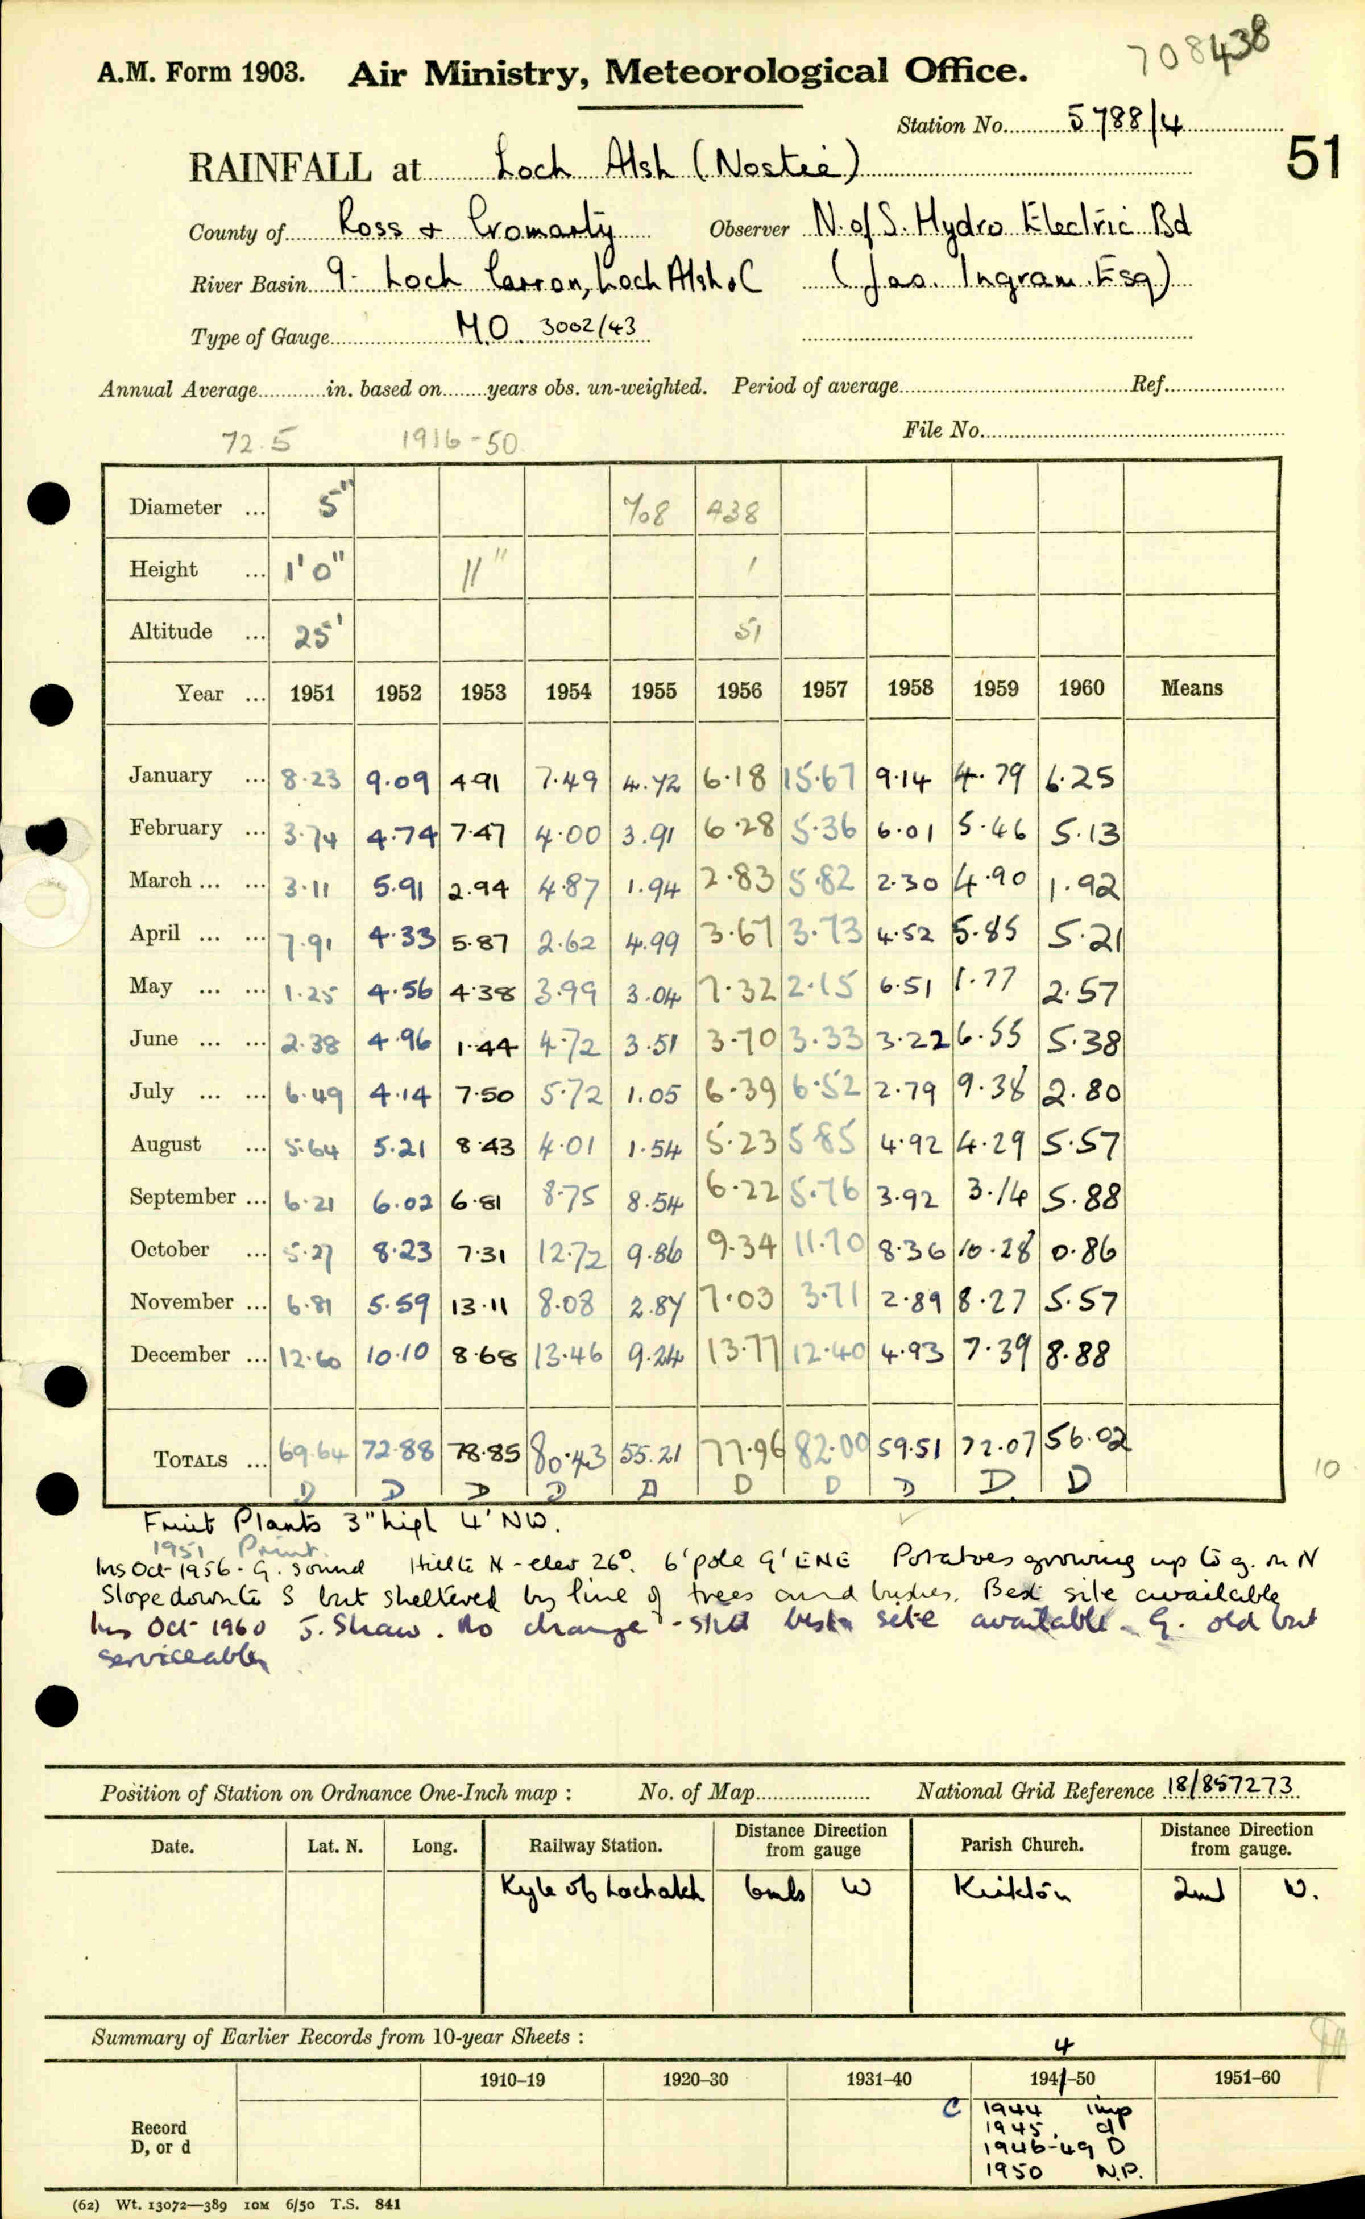 708438
A.M. Form 1903. Air Ministry, Meteorological Office.
Station No. 5788/4
51
RAINFALL at Loch Alsh (Nostie)
County of Ross & Cromarty Observer N. of S. Hydro Electric Bd
River Basin 9. Loch Carron, Loch Alsh &C (Jas. Ingram. Esq)
Type of Gauge M.O. 3002/43
Annual Average in. based on years obs. un-weighted. Period of average Ref.
72.5 1916-50 File No.
Diameter ... 5" 708 438
Height ... 1'0" 11" 1
Altitude ... 25' 51
Year ... 1951 1952 1953 1954 1955 1956 1957 1958 1959 1960 Means
January ... 8.23 9.09 4.91 7.49 4.72 6.18 15.67 9.14 4.79 6.25
February ... 3.74 4.74 7.47 4.00 3.91 6.28 5.36 6.01 5.46 5.13
March ... ... 3.11 5.91 2.94 4.87 1.94 2.83 5.82 2.30 4.90 1.92
April ... ... 7.91 4.33 5.87 2.62 4.99 3.67 3.73 4.52 5.85 5.21
May ... ... 1.25 4.56 4.38 3.99 3.04 7.32 2.15 6.51 1.77 2.57
June ... ... 2.38 4.96 1.44 4.72 3.51 3.70 3.33 3.22 6.55 5.38
July ... ... 6.49 4.14 7.50 5.72 1.05 6.39 6.52 2.79 9.38 2.80
August ... 5.64 5.21 8.43 4.01 1.54 5.23 5.85 4.92 4.29 5.57
September ... 6.21 6.02 6.81 8.75 8.54 6.22 5.76 3.92 3.14 5.88
October ... 5.27 8.23 7.31 12.72 9.86 9.34 11.70 8.36 10.28 0.86
November ... 6.81 5.59 13.11 8.08 2.87 7.03 3.71 2.89 8.27 5.57
December ... 12.60 10.10 8.68 13.46 9.24 13.77 12.40 4.93 7.39 8.88
TOTALS ... 69.64 72.88 78.85 80.43 55.21 77.96 82.00 59.51 72.07 56.02
10
D D D D D D D D D. D
Fruit Plants 3" high 4' NW.
1951 Print
Ins Oct 1956 - G. sound Hill to N - elev 26°. 6' pole 9' ENE Potatoes growing up to g. on N
Slope down to S but sheltered by line of trees and bushes. Best site available
Ins Oct 1960 J. Shaw. No change - still best site available. G. old but
serviceable
Position of Station on Ordnance One-Inch map : No. of Map National Grid Reference 18/857273
Date. Lat. N. Long. Railway Station. Distance Direction from gauge Parish Church. Distance Direction from gauge.
Kyle of Lochalsh 6mls W Kirkton 2ml W.
Summary of Earlier Records from 10-year Sheets :
4
1910–19 1920–30 1931–40 1941–50 1951–60
Record D, or d
C 1944 imp
1945. d
1946-49 D
1950 N.P.
(62) Wt. 13072—389 10M 6/50 T.S. 841